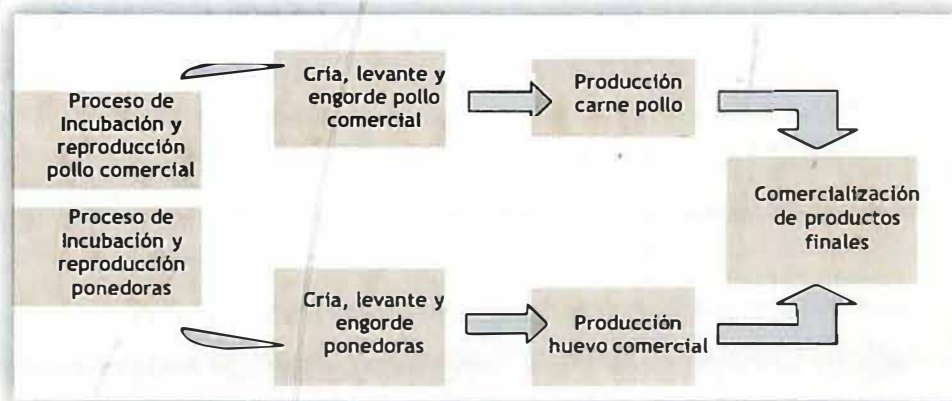 Proceso de
Incubación y
reproducción
pollo comercial
Cría, levante y
engorde pollo
comercial
Producción
carne pollo
Comercialización
de productos
finales
Proceso de
Incubación y
reproducción
ponedoras
Cría, levante y
engorde
ponedoras
Producción
huevo comercial